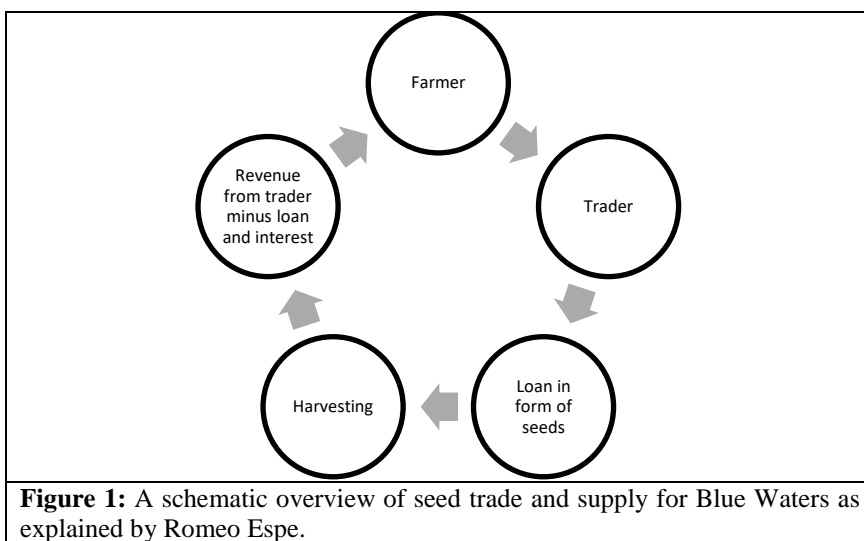 Farmer
Trader
Loan in
form of
seeds
Harvesting
Revenue
from trader
minus loan
and interest
Figure 1: A schematic overview of seed trade and supply for Blue Waters as
explained by Romeo Espe.